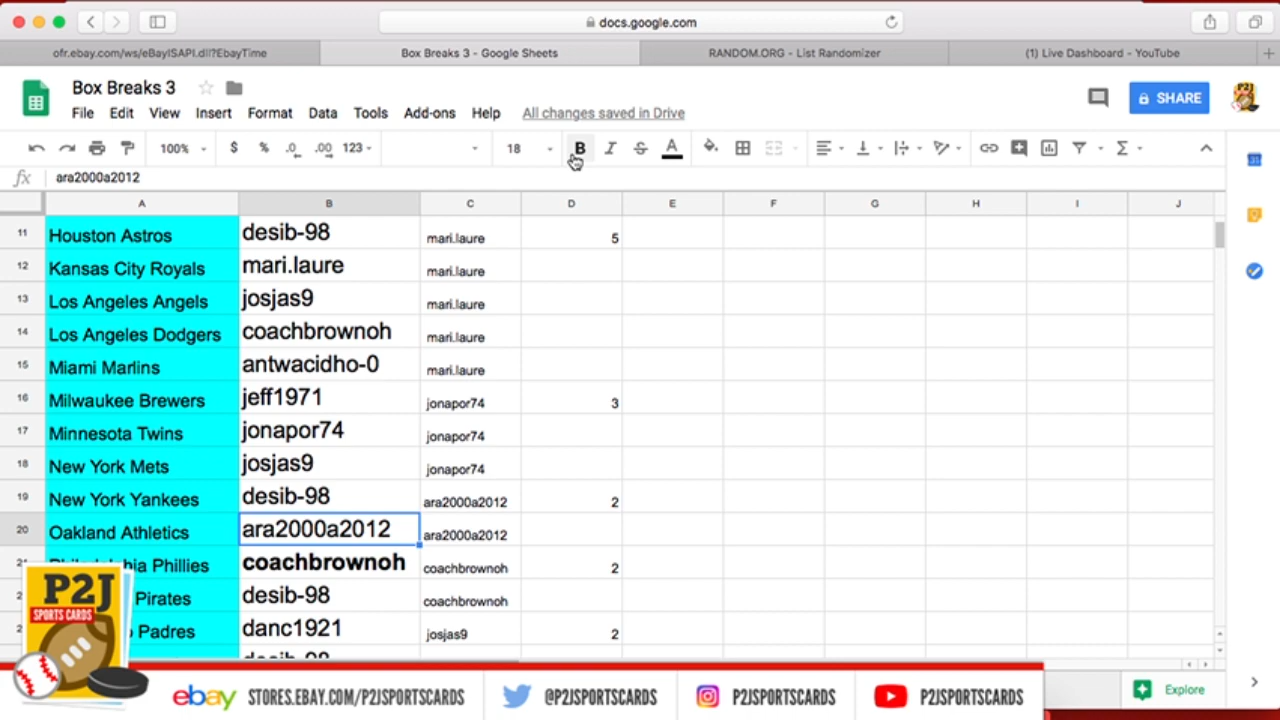 docs.google.com
ofr.ebay.com/ws/eBayISAPI.dll?EbayTime
Box Breaks 3 - Google Sheets
RANDOM.ORG - List Randomizer
(1) Live Dashboard - YouTube
Box Breaks 3
SHARE
File Edit View Insert Format Data Tools Add-ons Help All changes saved in Drive
100% $ % .0 .00 123 18 B I S A
fx ara2000a2012
A B C D E F G H I J
11 Houston Astros desib-98 mari.laure 5
12 Kansas City Royals mari.laure mari.laure
13 Los Angeles Angels josjas9 mari.laure
14 Los Angeles Dodgers coachbrownoh mari.laure
15 Miami Marlins antwacidho-0 mari.laure
16 Milwaukee Brewers jeff1971 jonapor74 3
17 Minnesota Twins jonapor74 jonapor74
18 New York Mets josjas9 jonapor74
19 New York Yankees desib-98 ara2000a2012 2
20 Oakland Athletics ara2000a2012 ara2000a2012
Phillies coachbrownoh coachbrownoh 2
Pirates desib-98 coachbrownoh
Padres danc1921 josjas9 2
desib-98
P2J
SPORTS CARDS
ebay STORES.EBAY.COM/P2JSPORTSCARDS
@P2JSPORTSCARDS
P2JSPORTSCARDS
P2JSPORTSCARDS
Explore